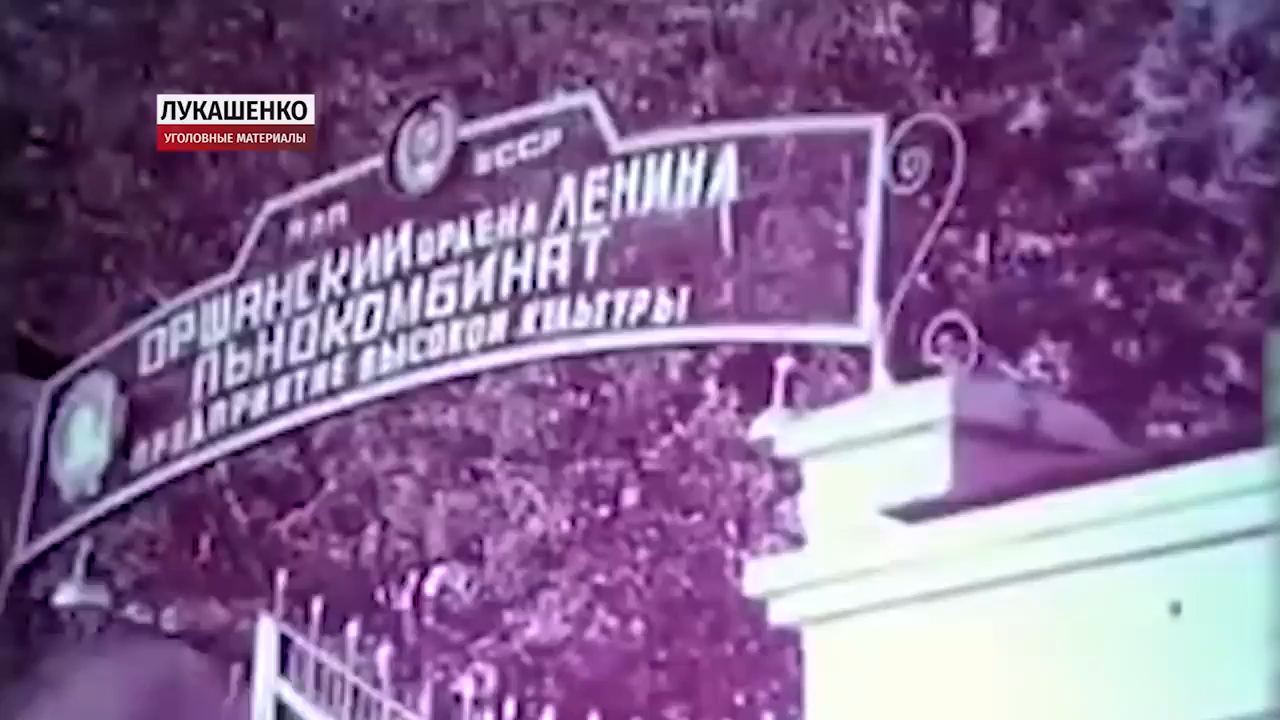 ЛУКАШЕНКО
УГОЛОВНЫЕ МАТЕРИАЛЫ
БССР
ОРШАНСКИЙ ОРДЕНА ЛЕНИНА
ЛЬНОКОМБИНАТ
ПРЕДПРИЯТИЕ ВЫСОКОЙ КУЛЬТУРЫ